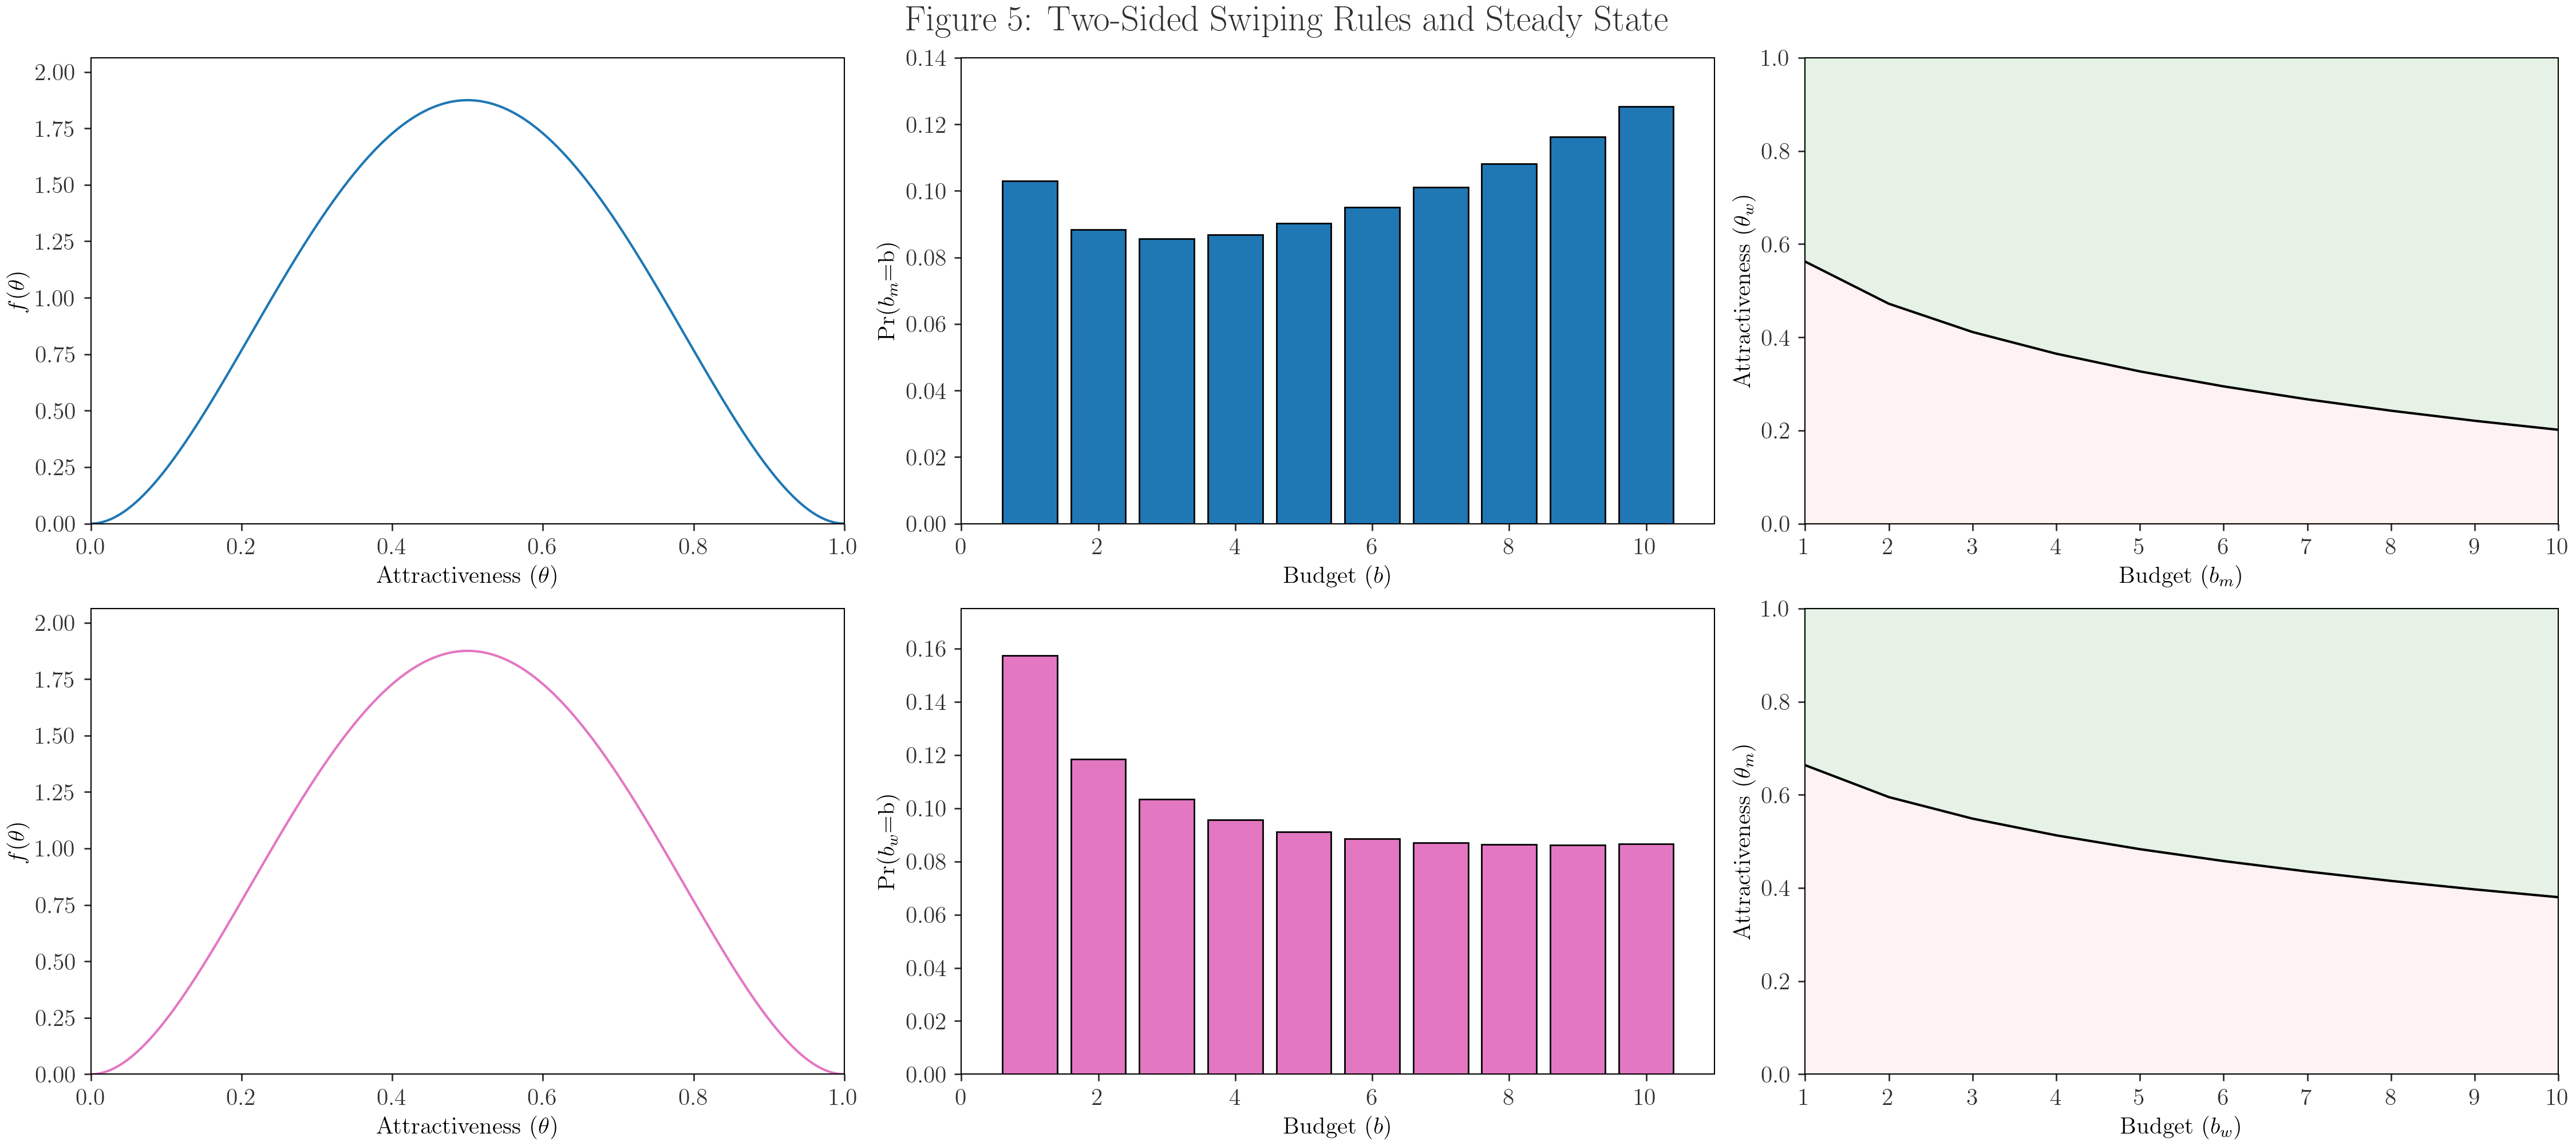 Figure 5: Two-Sided Swiping Rules and Steady State
f(θ)
2.00
1.75
1.50
1.25
1.00
0.75
0.50
0.25
0.00
0.0 0.2 0.4 0.6 0.8 1.0
Attractiveness (θ)
Pr(b_m=b)
0.14
0.12
0.10
0.08
0.06
0.04
0.02
0.00
0 2 4 6 8 10
Budget (b)
Attractiveness (θ_w)
1.0
0.8
0.6
0.4
0.2
0.0
1 2 3 4 5 6 7 8 9 10
Budget (b_m)
f(θ)
2.00
1.75
1.50
1.25
1.00
0.75
0.50
0.25
0.00
0.0 0.2 0.4 0.6 0.8 1.0
Attractiveness (θ)
Pr(b_w=b)
0.16
0.14
0.12
0.10
0.08
0.06
0.04
0.02
0.00
0 2 4 6 8 10
Budget (b)
Attractiveness (θ_m)
1.0
0.8
0.6
0.4
0.2
0.0
1 2 3 4 5 6 7 8 9 10
Budget (b_w)